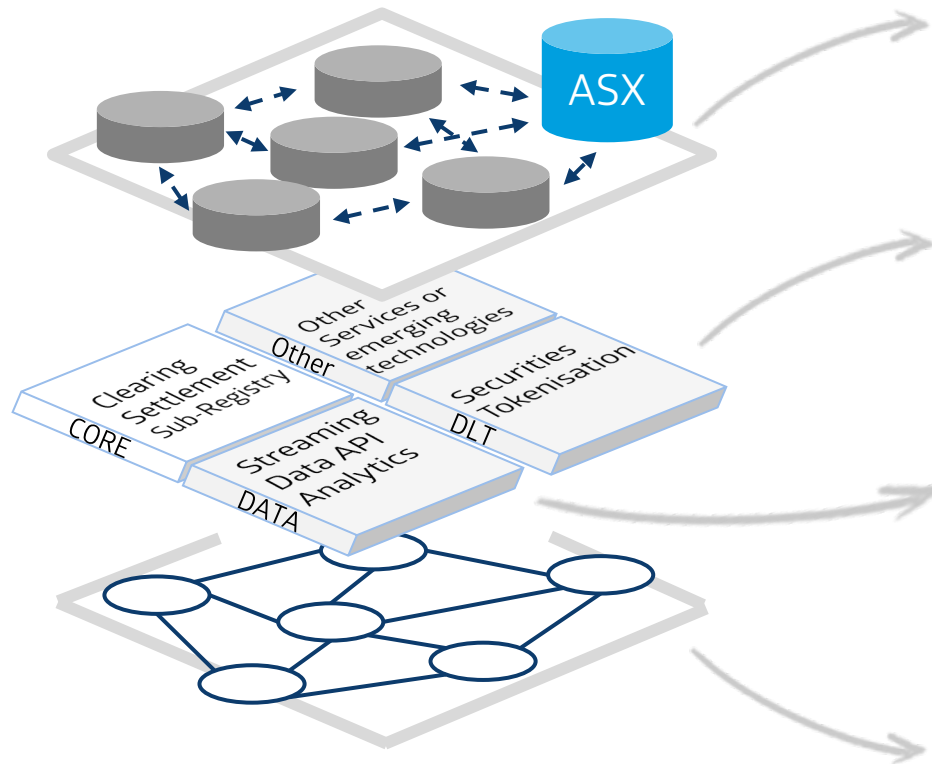 ASX
Other
Services or
emerging
technologies
Other
Clearing
Settlement
Sub-Registry
CORE
Securities
Tokenisation
DLT
Streaming
Data API
Analytics
DATA